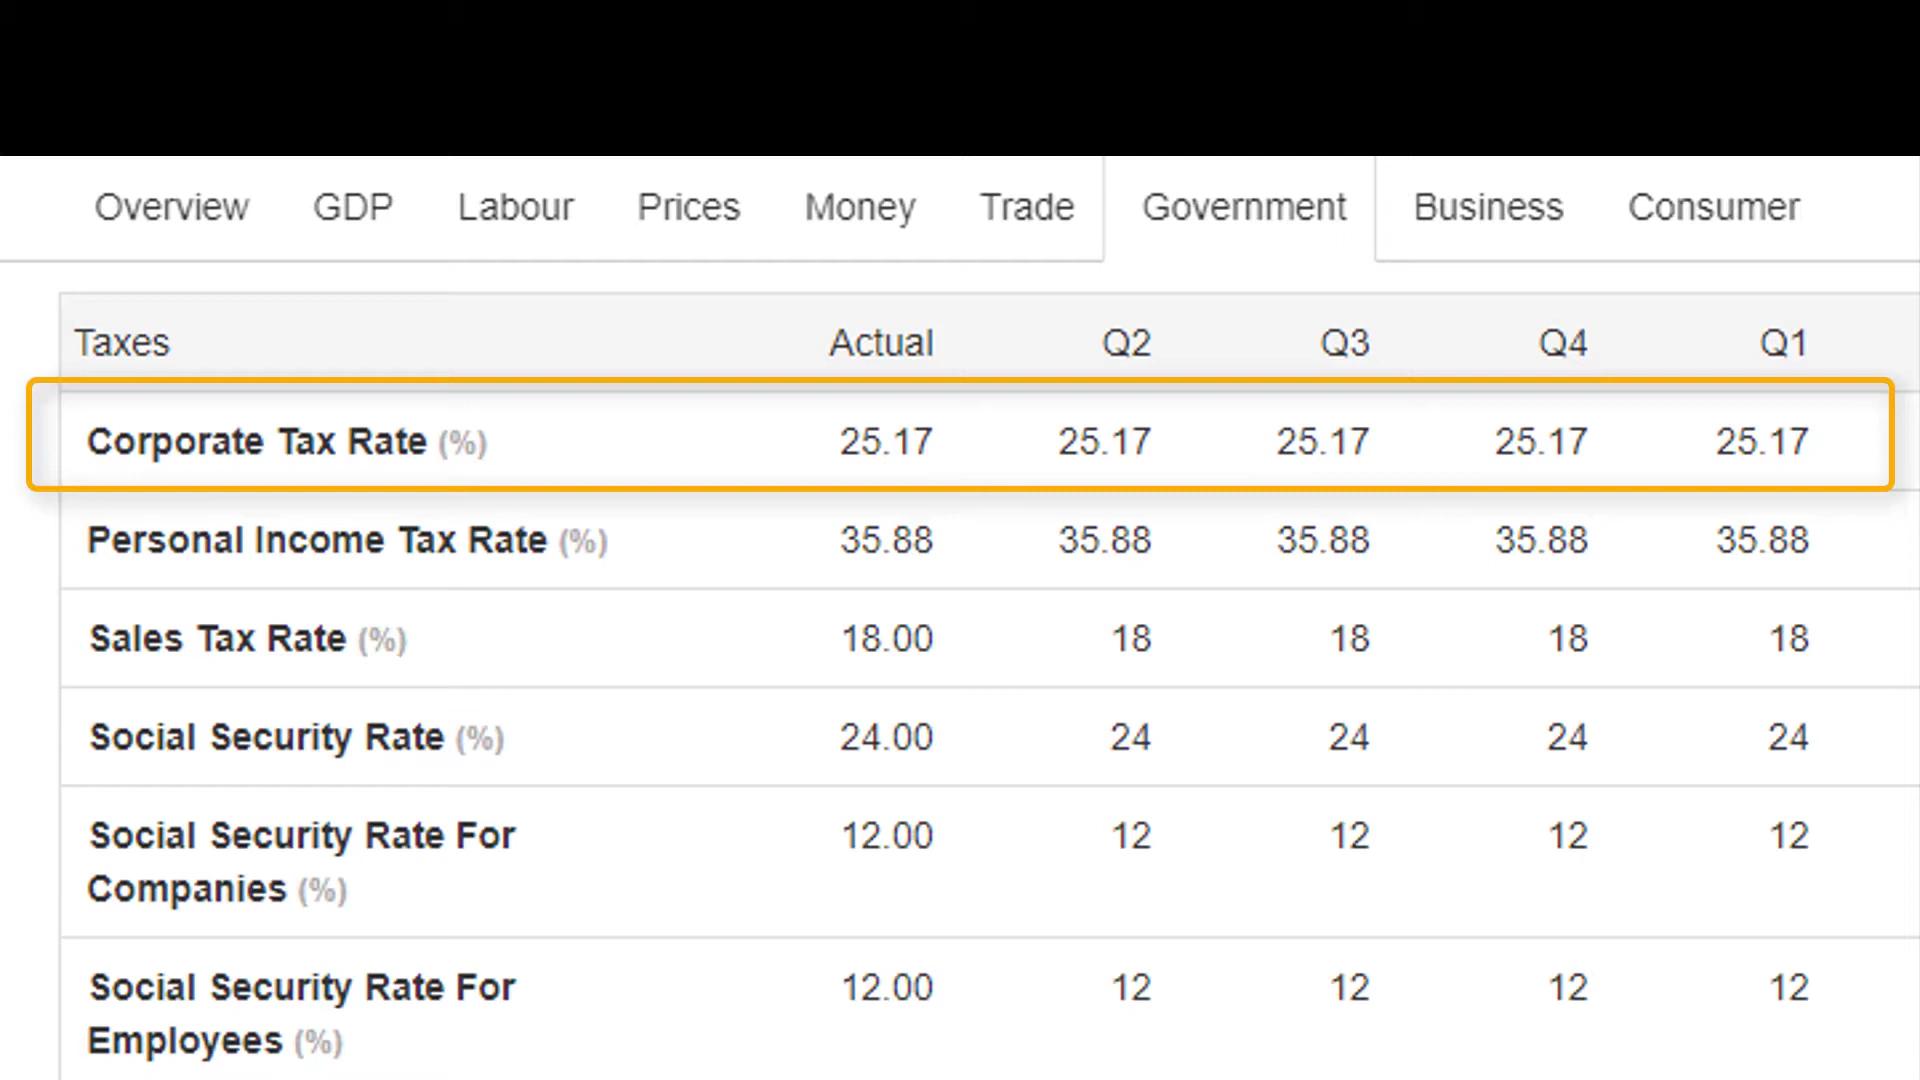 Overview GDP Labour Prices Money Trade Government Business Consumer
Taxes Actual Q2 Q3 Q4 Q1
Corporate Tax Rate (%) 25.17 25.17 25.17 25.17 25.17
Personal Income Tax Rate (%) 35.88 35.88 35.88 35.88 35.88
Sales Tax Rate (%) 18.00 18 18 18 18
Social Security Rate (%) 24.00 24 24 24 24
Social Security Rate For 12.00 12 12 12 12
Companies (%)
Social Security Rate For 12.00 12 12 12 12
Employees (%)